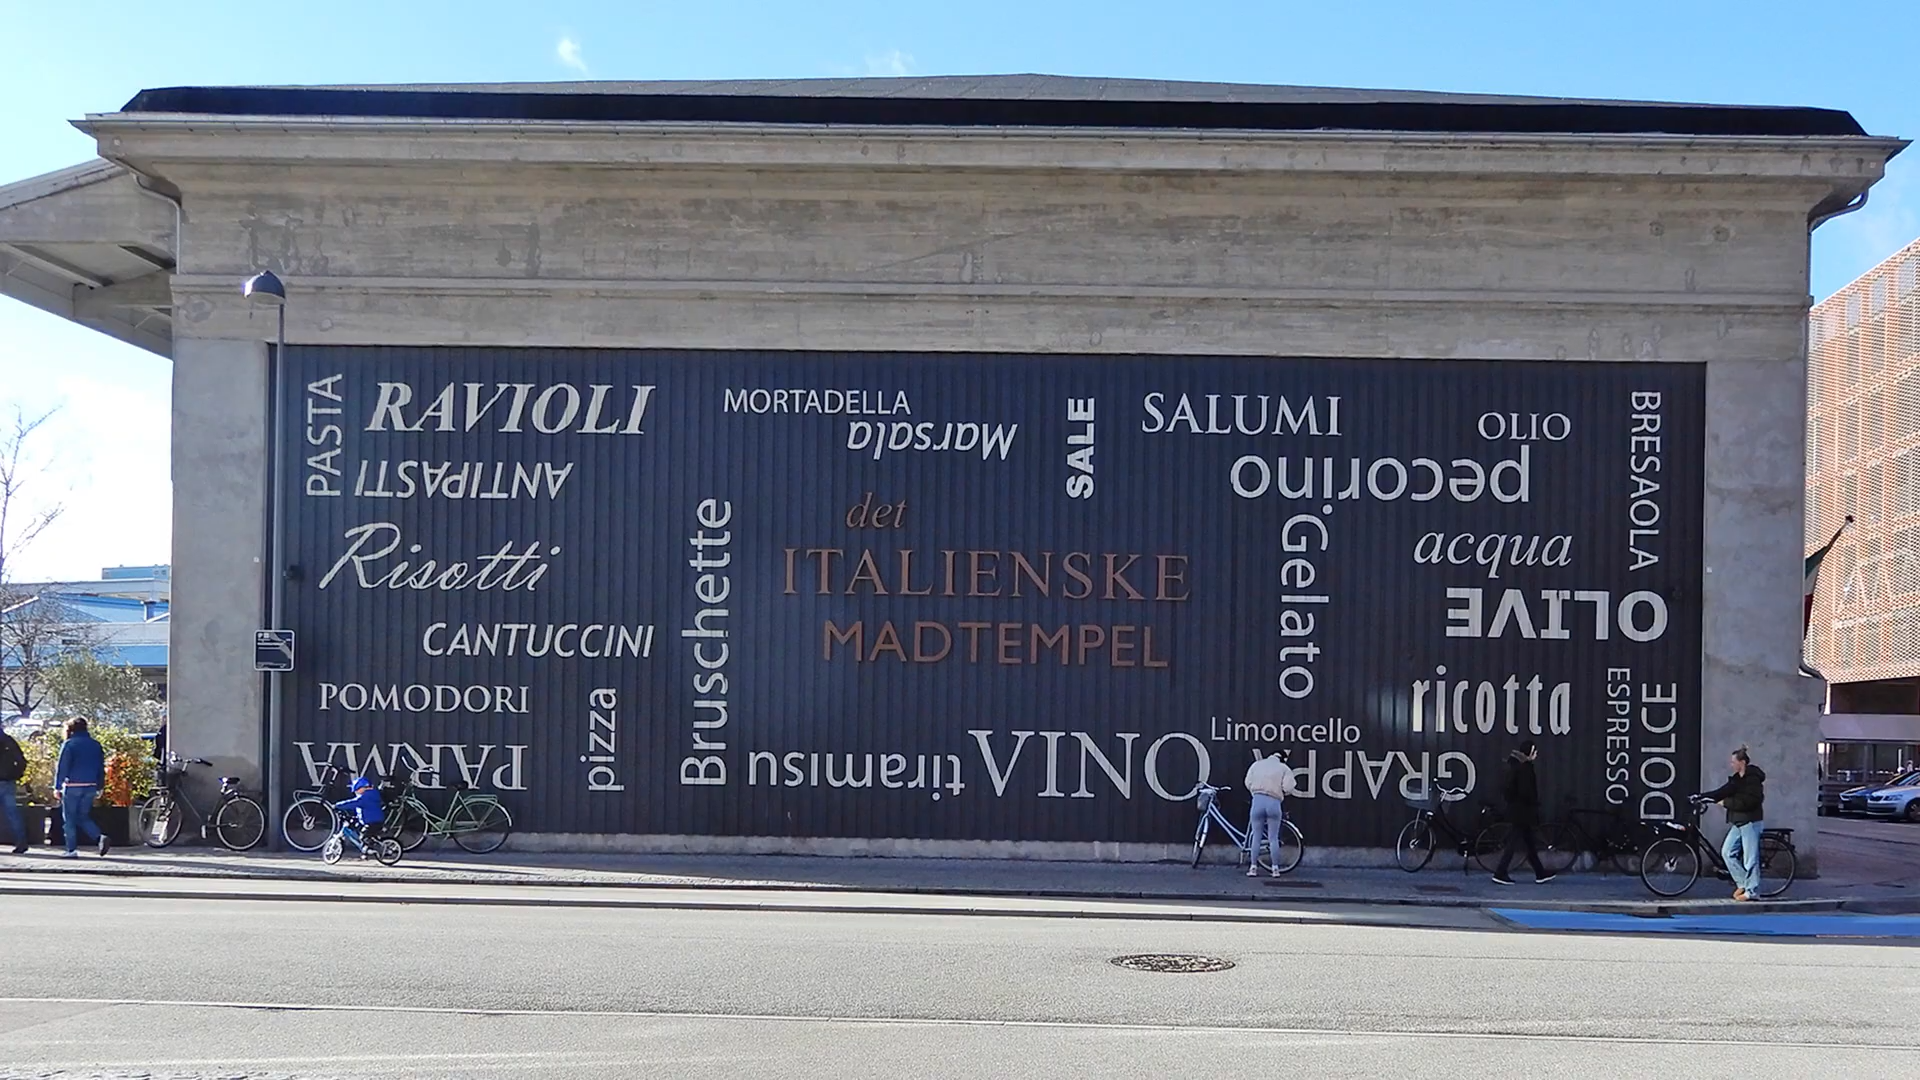 PASTA
RAVIOLI
ANTIPASTI
Risotti
CANTUCCINI
POMODORI
PARMA
pizza
Bruschette
MORTADELLA
Marsala
SALE
det
ITALIENSKE
MADTEMPEL
tiramisu
VINO
SALUMI
OLIO
pecorino
Gelato
acqua
OLIVE
ricotta
Limoncello
GRAPPA
BRESAOLA
ESPRESSO
DOLCE